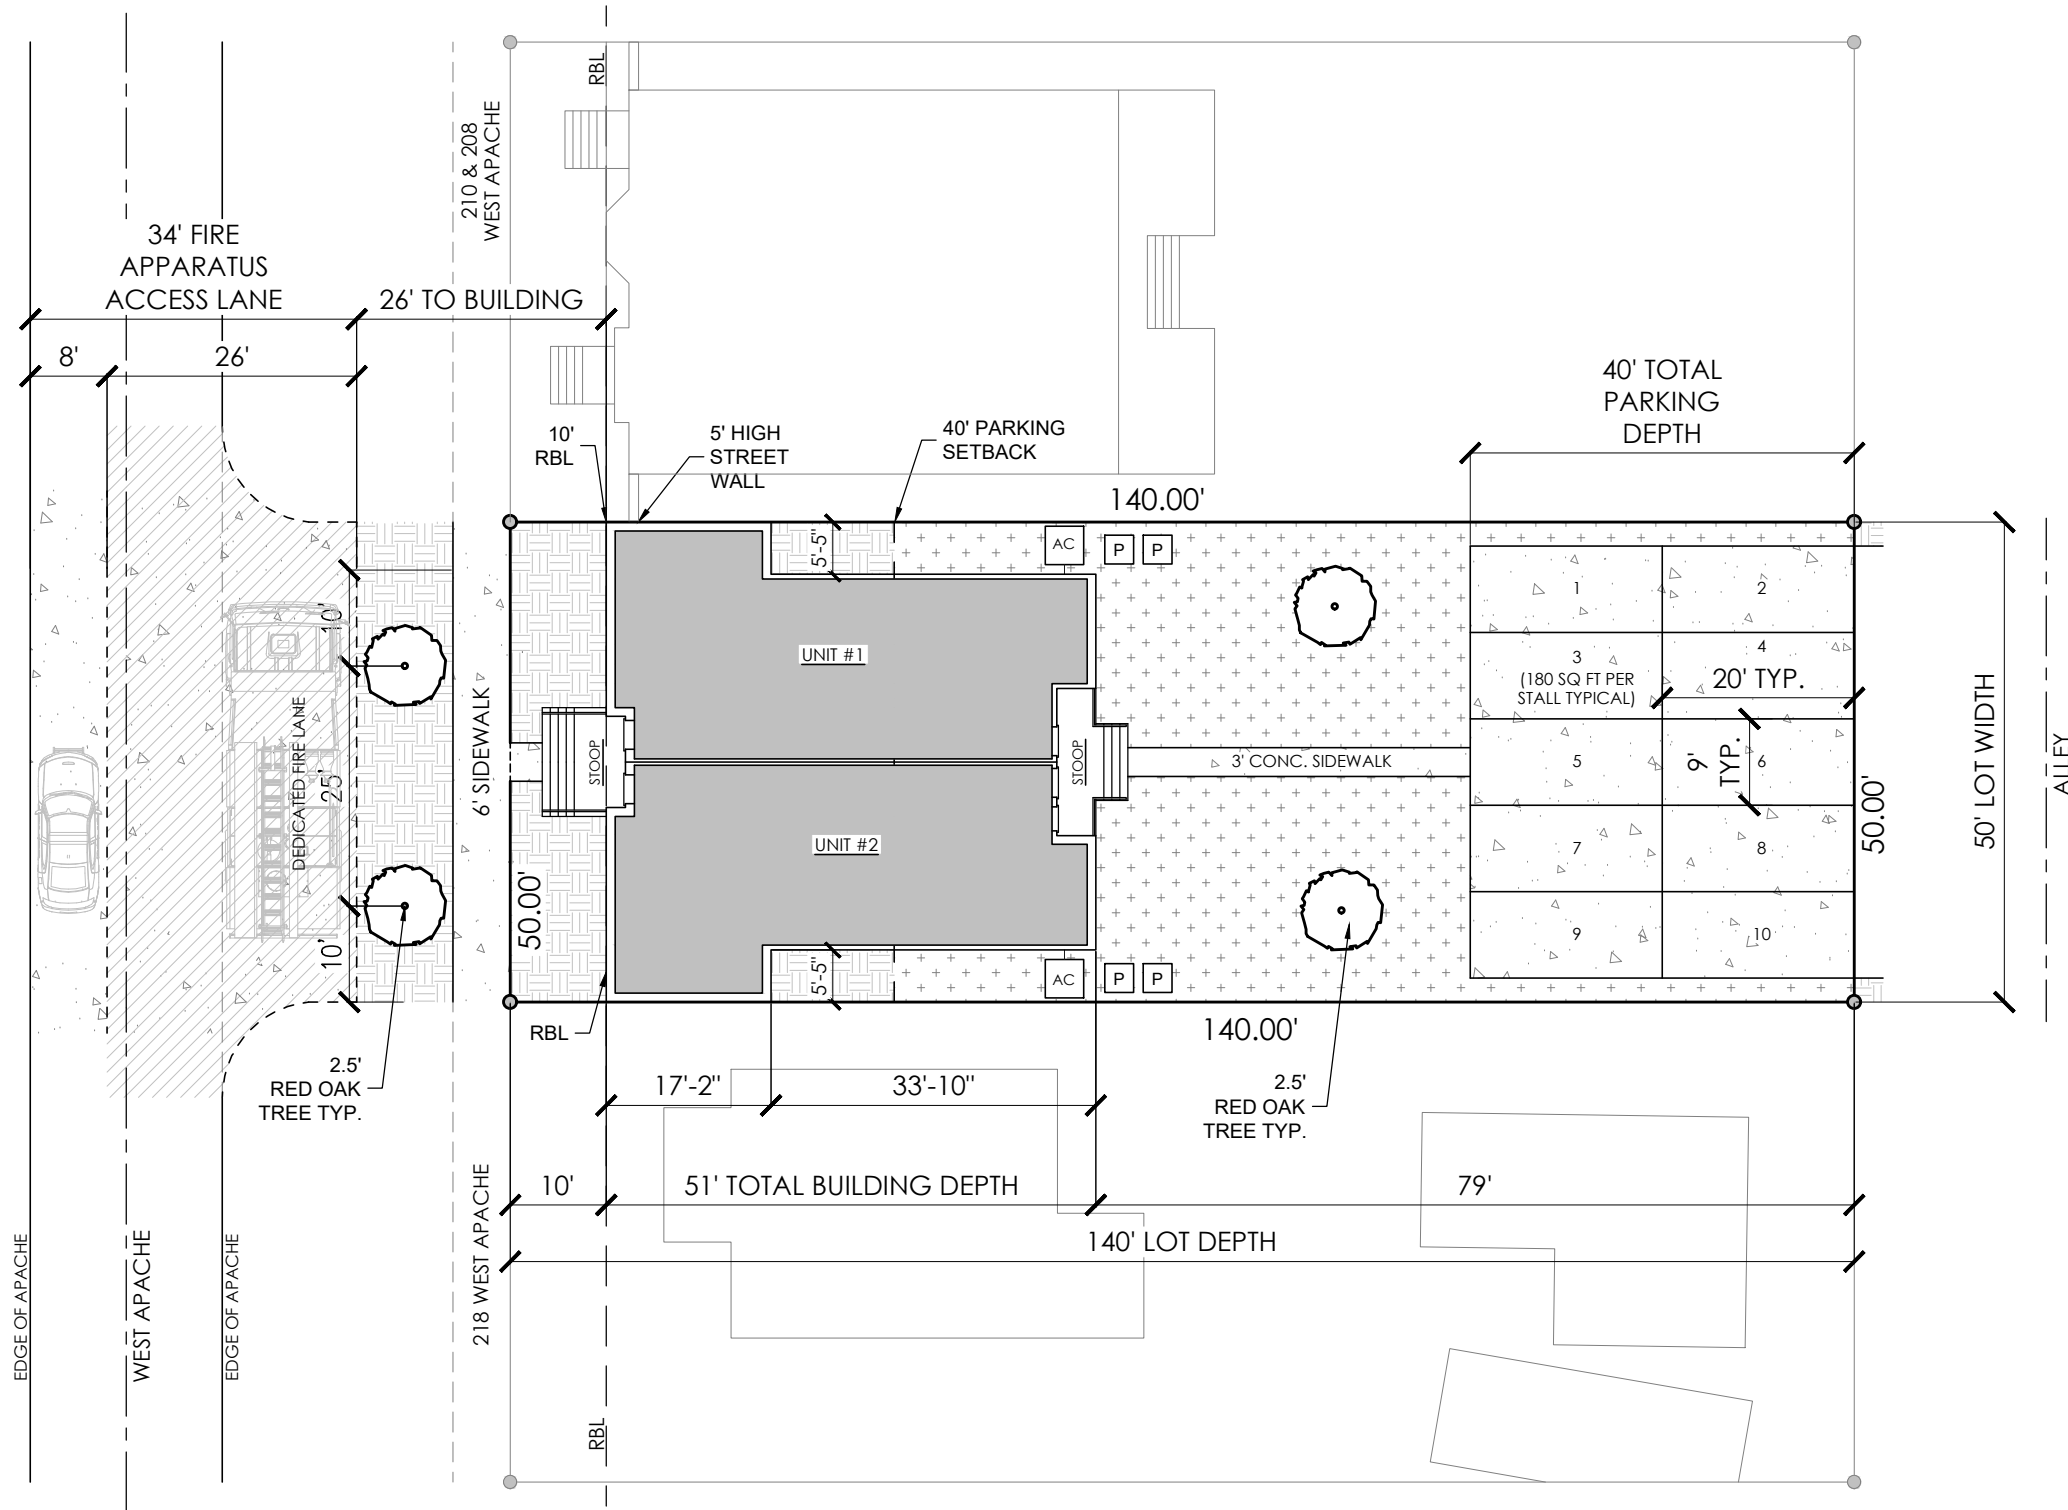 RBL
210 & 208
WEST APACHE
34' FIRE
APPARATUS
ACCESS LANE
26' TO BUILDING
8'
26'
40' TOTAL
PARKING
DEPTH
10'
RBL
5' HIGH
STREET
WALL
40' PARKING
SETBACK
140.00'
5'-5"
AC
P
P
1
2
3
(180 SQ FT PER
STALL TYPICAL)
4
20' TYP.
5
9'
TYP.
6
7
8
9
10
10'
25'
10'
DEDICATED FIRE LANE
6' SIDEWALK
50.00'
STOOP
UNIT #1
UNIT #2
STOOP
3' CONC. SIDEWALK
50.00'
50' LOT WIDTH
ALLEY
5'-5"
AC
P
P
RBL
140.00'
2.5'
RED OAK
TREE TYP.
17'-2"
33'-10"
2.5'
RED OAK
TREE TYP.
10'
51' TOTAL BUILDING DEPTH
79'
140' LOT DEPTH
EDGE OF APACHE
WEST APACHE
EDGE OF APACHE
218 WEST APACHE
RBL